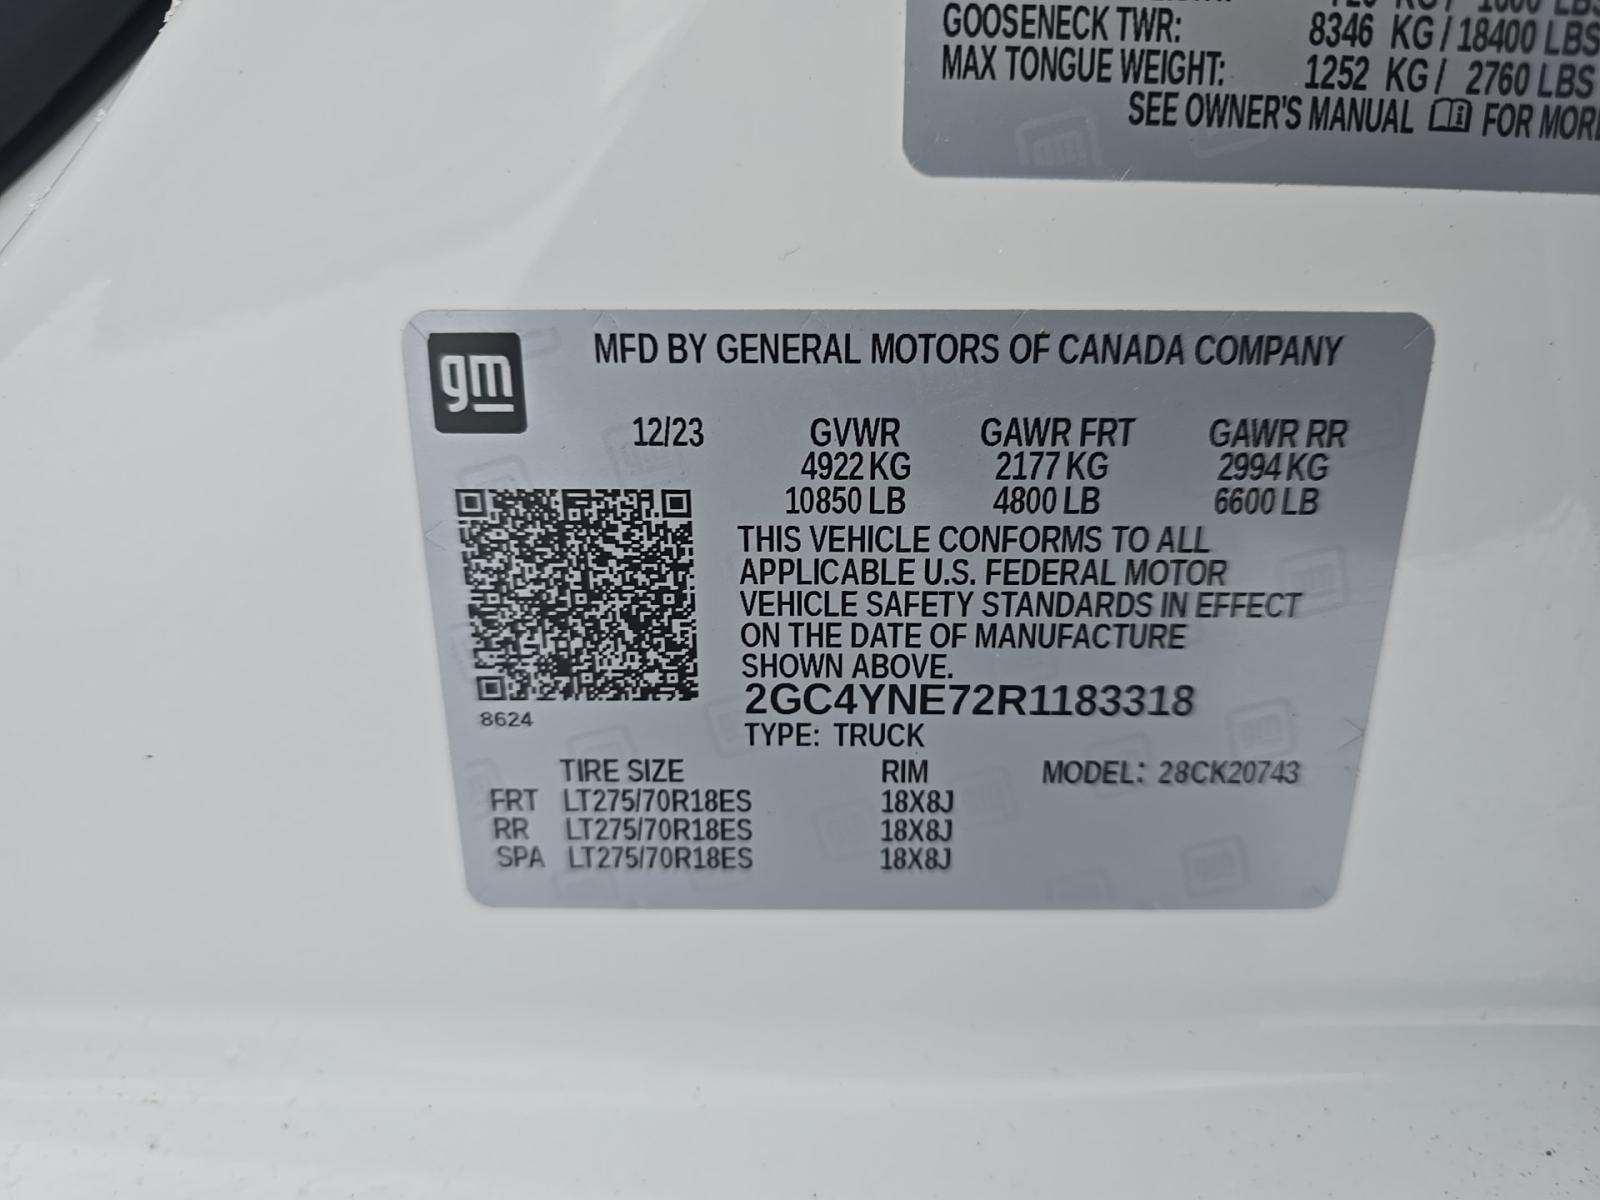 GOOSENECK TWR: 8346 KG / 18400 LBS
MAX TONGUE WEIGHT: 1252 KG / 2760 LBS
SEE OWNER'S MANUAL FOR
gm
MFD BY GENERAL MOTORS OF CANADA COMPANY
12/23 GVWR GAWR FRT GAWR RR
4922 KG 2177 KG 2994 KG
10850 LB 4800 LB 6600 LB
THIS VEHICLE CONFORMS TO ALL
APPLICABLE U.S. FEDERAL MOTOR
VEHICLE SAFETY STANDARDS IN EFFECT
ON THE DATE OF MANUFACTURE
SHOWN ABOVE.
2GC4YNE72R1183318
8624
TYPE: TRUCK
TIRE SIZE RIM MODEL: 28CK20743
FRT LT275/70R18ES 18X8J
RR LT275/70R18ES 18X8J
SPA LT275/70R18ES 18X8J